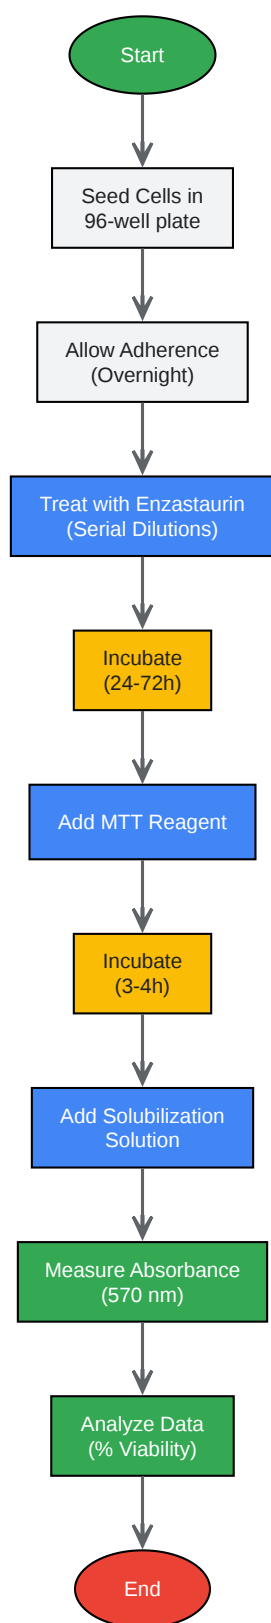 Start
Seed Cells in
96-well plate
Allow Adherence
(Overnight)
Treat with Enzastaurin
(Serial Dilutions)
Incubate
(24-72h)
Add MTT Reagent
Incubate
(3-4h)
Add Solubilization
Solution
Measure Absorbance
(570 nm)
Analyze Data
(% Viability)
End